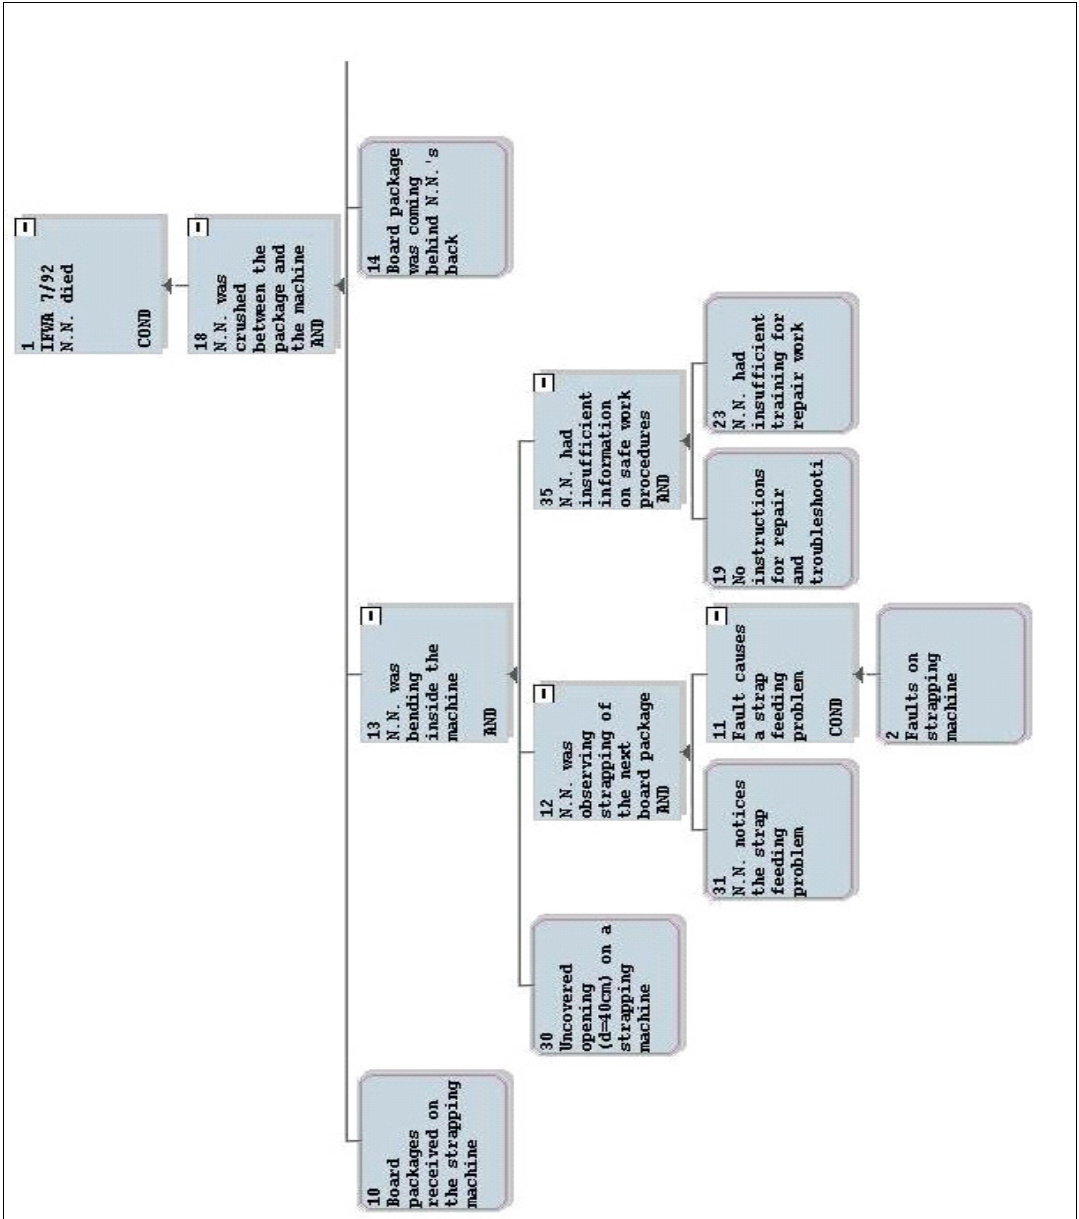 1
IFWA 7/92
N.N. died
COND
18
N.N. was
crushed
between the
package and
the machine
AND
10
Board
packages
received on
the strapping
machine
13
N.N. was
bending
inside the
machine
AND
14
Board package
was coming
behind N.N.'s
back
30
Uncovered
opening
(d=40cm) on a
strapping
machine
12
N.N. was
observing
strapping of
the next
board package
AND
35
N.N. had
insufficient
information
on safe work
procedures
AND
31
N.N. notices
the strap
feeding
problem
11
Fault causes
a strap
feeding
problem
COND
19
No
instructions
for repair
and
troubleshooti
23
N.N. had
insufficient
training for
repair work
2
Faults on
strapping
machine